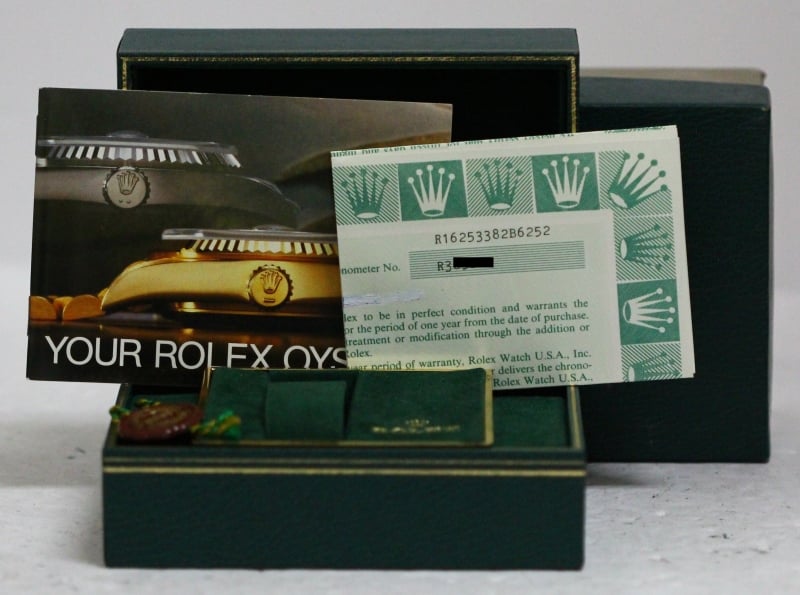 YOUR ROLEX OYS
R16253382B6252
nometer No.
R3
lex to be in perfect condition and warrants the
or the period of one year from the date of purchase.
treatment or modification through the addition or
Rolex.
year period of warranty, Rolex Watch U.S.A., Inc.
r delivers the chrono-
Rolex Watch U.S.A.,